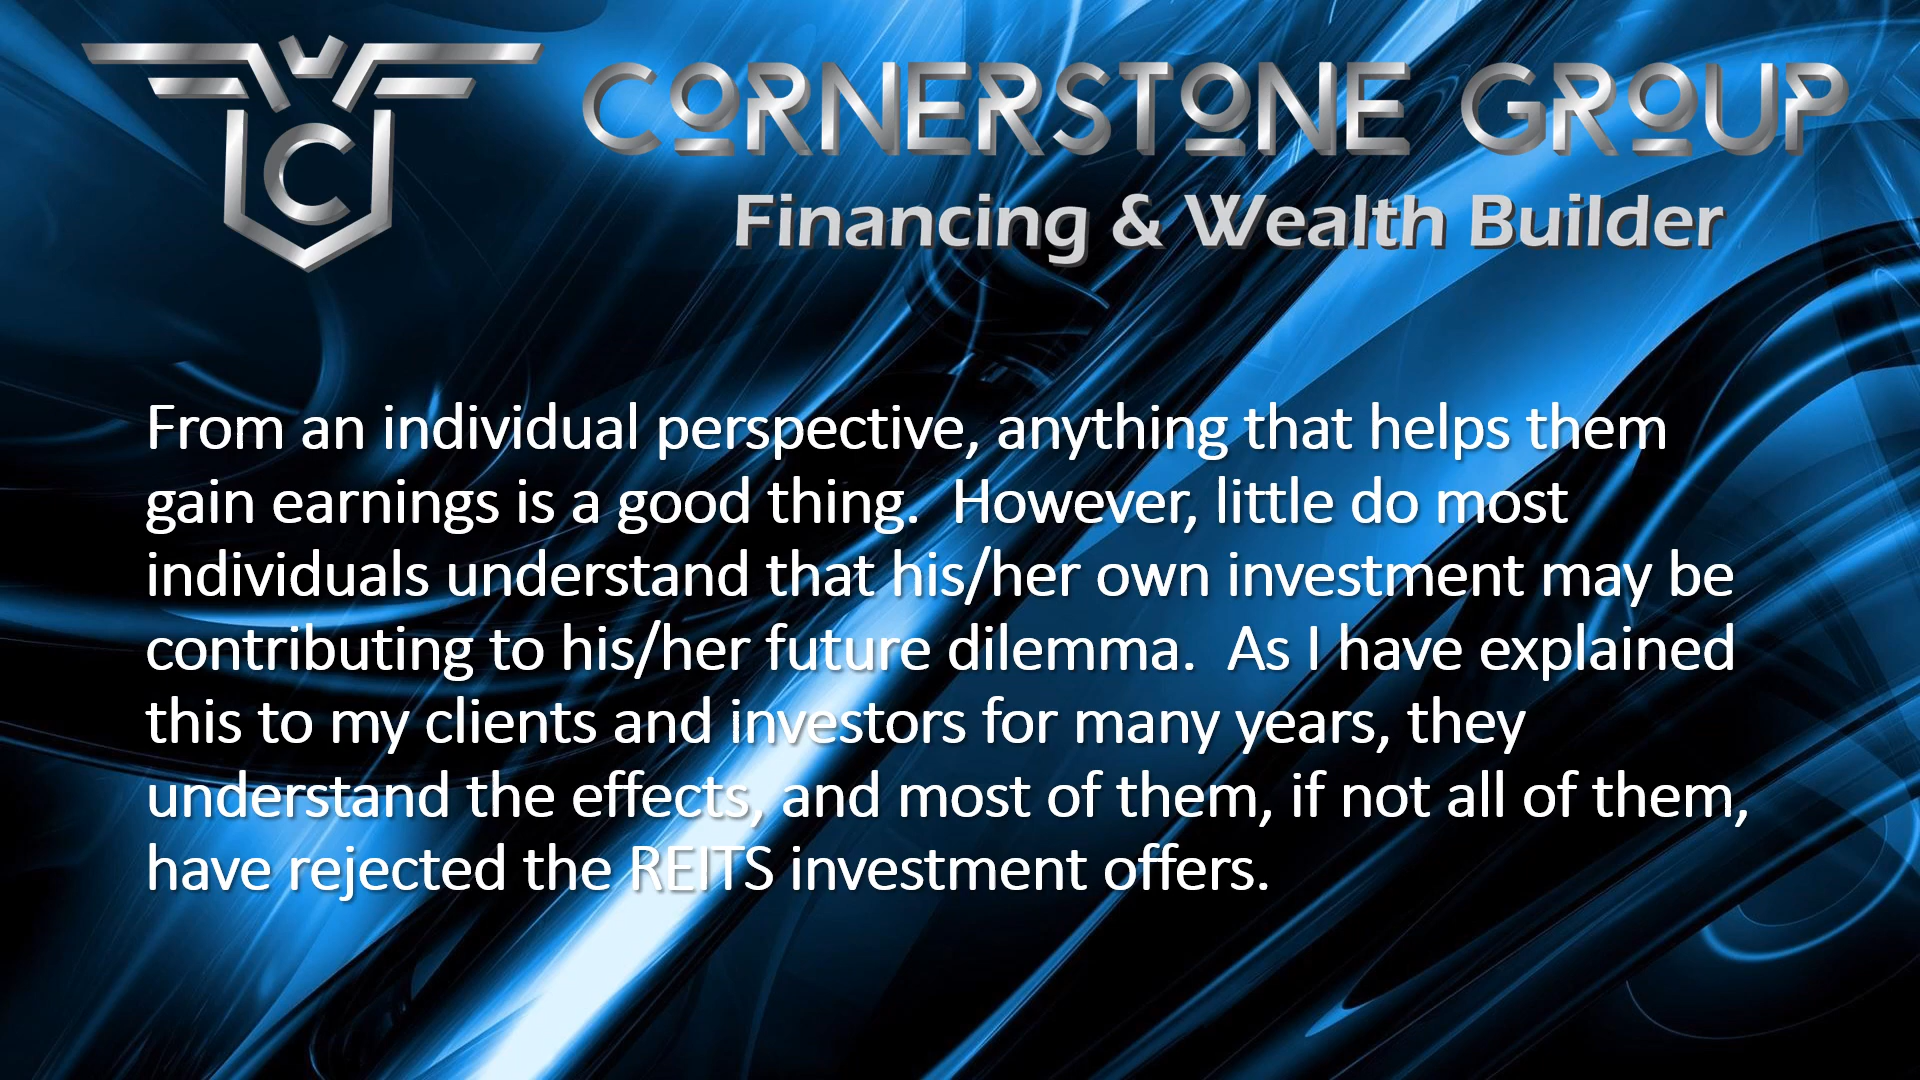 C
CORNERSTONE GROUP
Financing & Wealth Builder
From an individual perspective, anything that helps them
gain earnings is a good thing.  However, little do most
individuals understand that his/her own investment may be
contributing to his/her future dilemma.  As I have explained
this to my clients and investors for many years, they
understand the effects, and most of them, if not all of them,
have rejected the REITS investment offers.